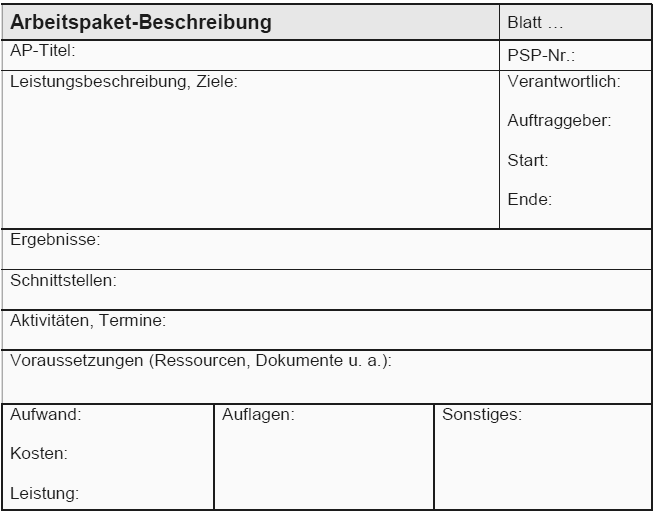 Arbeitspaket-Beschreibung
Blatt …
AP-Titel:
PSP-Nr.:
Leistungsbeschreibung, Ziele:
Verantwortlich:
Auftraggeber:
Start:
Ende:
Ergebnisse:
Schnittstellen:
Aktivitäten, Termine:
Voraussetzungen (Ressourcen, Dokumente u. a.):
Aufwand:
Kosten:
Leistung:
Auflagen:
Sonstiges: